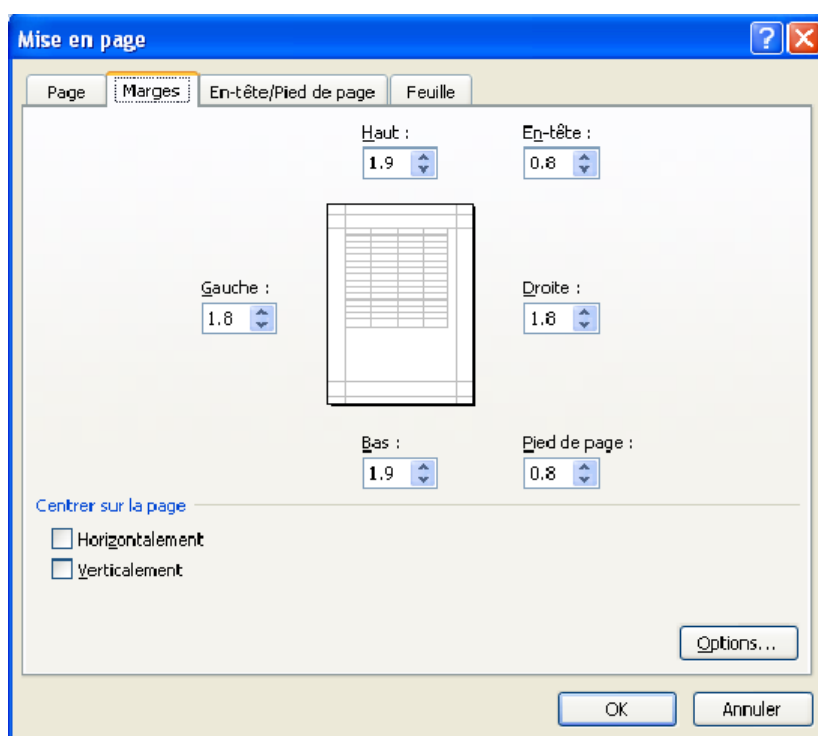 Mise en page
Page Marges En-tête/Pied de page Feuille
Haut : En-tête :
1.9 0.8
Gauche : Droite :
1.8 1.8
Bas : Pied de page :
1.9 0.8
Centrer sur la page
Horizontalement
Verticalement
Options...
OK Annuler